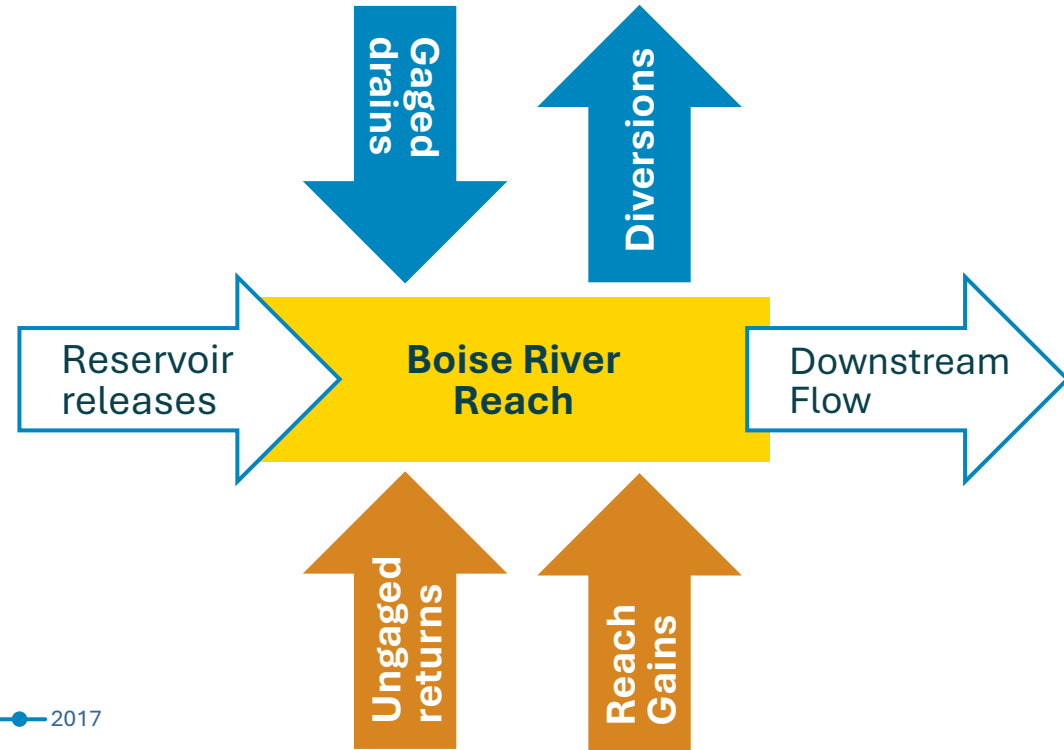 Gaged
drains
Diversions
Reservoir
releases
Boise River
Reach
Downstream
Flow
Ungaged
returns
Reach
Gains
2017